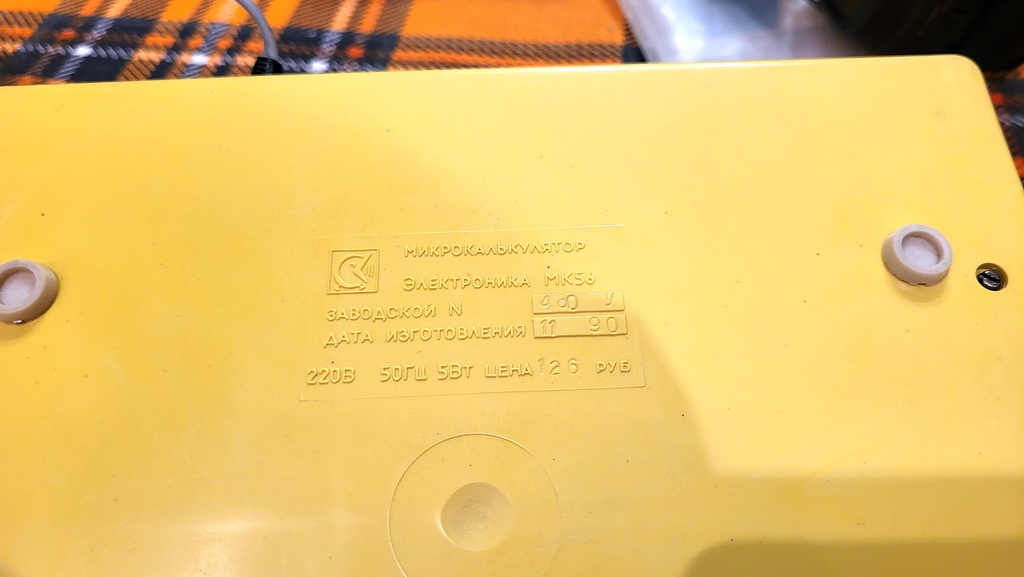 МИКРОКАЛЬКУЛЯТОР
ЭЛЕКТРОНИКА МК56
ЗАВОДСКОЙ N 480 У
ДАТА ИЗГОТОВЛЕНИЯ 11 90
220В 50ГЦ 5ВТ ЦЕНА 126 РУБ